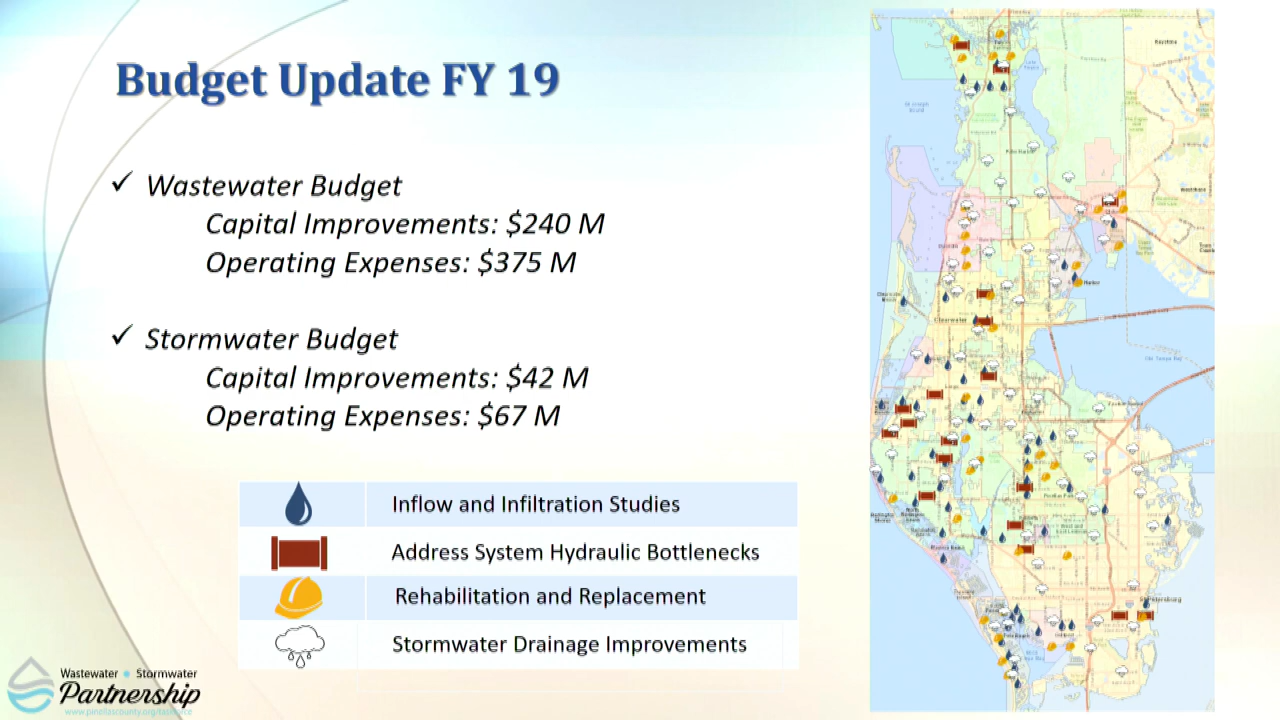 Budget Update FY 19
✓ Wastewater Budget
Capital Improvements: $240 M
Operating Expenses: $375 M
✓ Stormwater Budget
Capital Improvements: $42 M
Operating Expenses: $67 M
Inflow and Infiltration Studies
Address System Hydraulic Bottlenecks
Rehabilitation and Replacement
Stormwater Drainage Improvements
Wastewater • Stormwater
Partnership
Clearwater